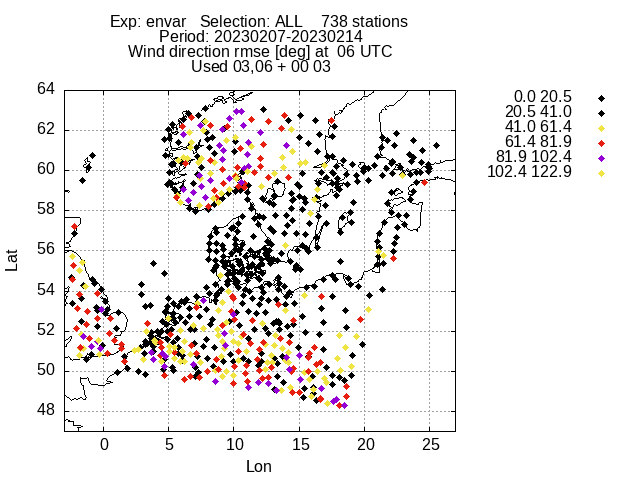 Exp: envar   Selection: ALL    738 stations
Period: 20230207-20230214
Wind direction rmse [deg] at  06 UTC
Used 03,06 + 00 03
0.0 20.5
20.5 41.0
41.0 61.4
61.4 81.9
81.9 102.4
102.4 122.9
64
62
60
58
56
54
52
50
48
Lat
0 5 10 15 20 25
Lon